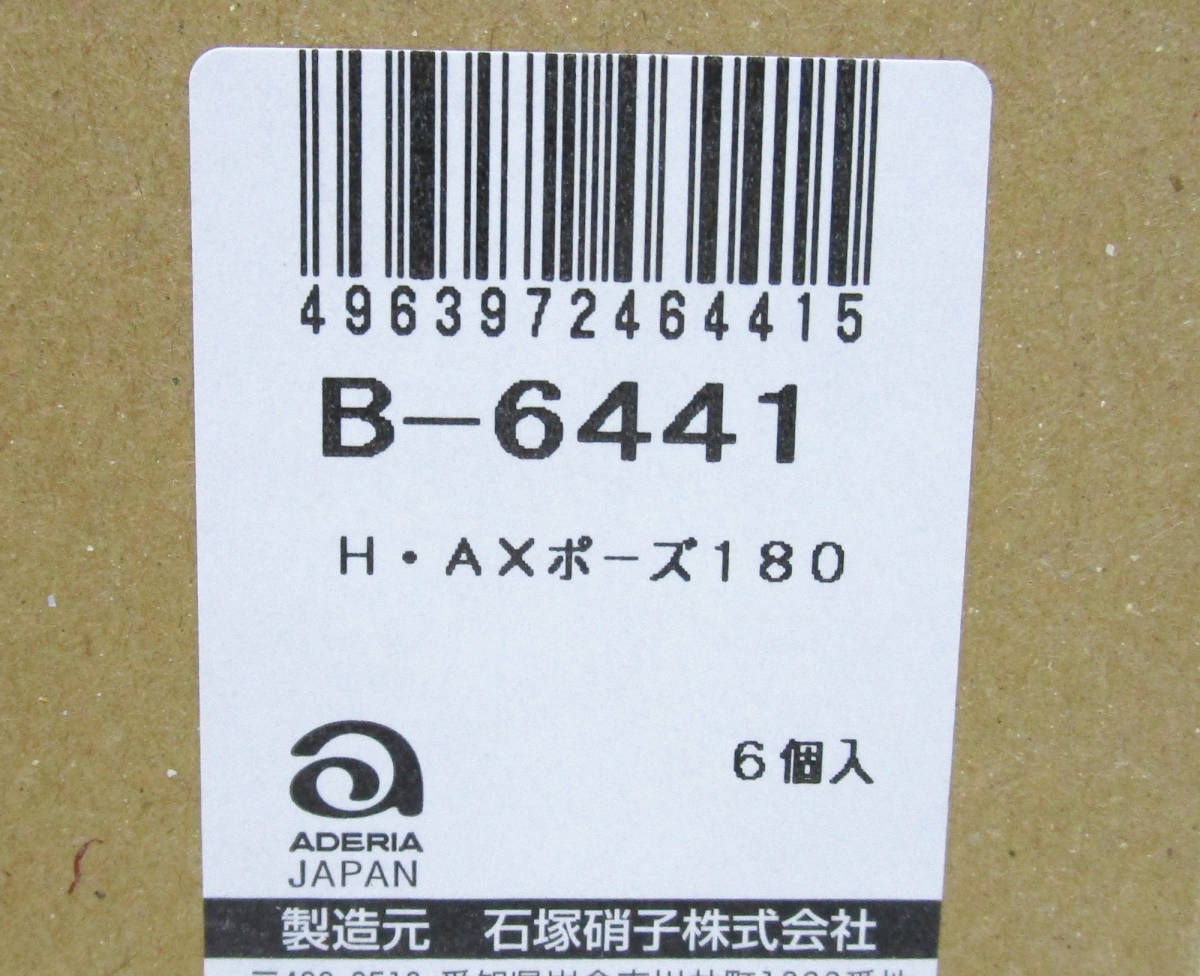 4963972464415
B-6441
H・AXポーズ180
6個入
ADERIA
JAPAN
製造元 石塚硝子株式会社